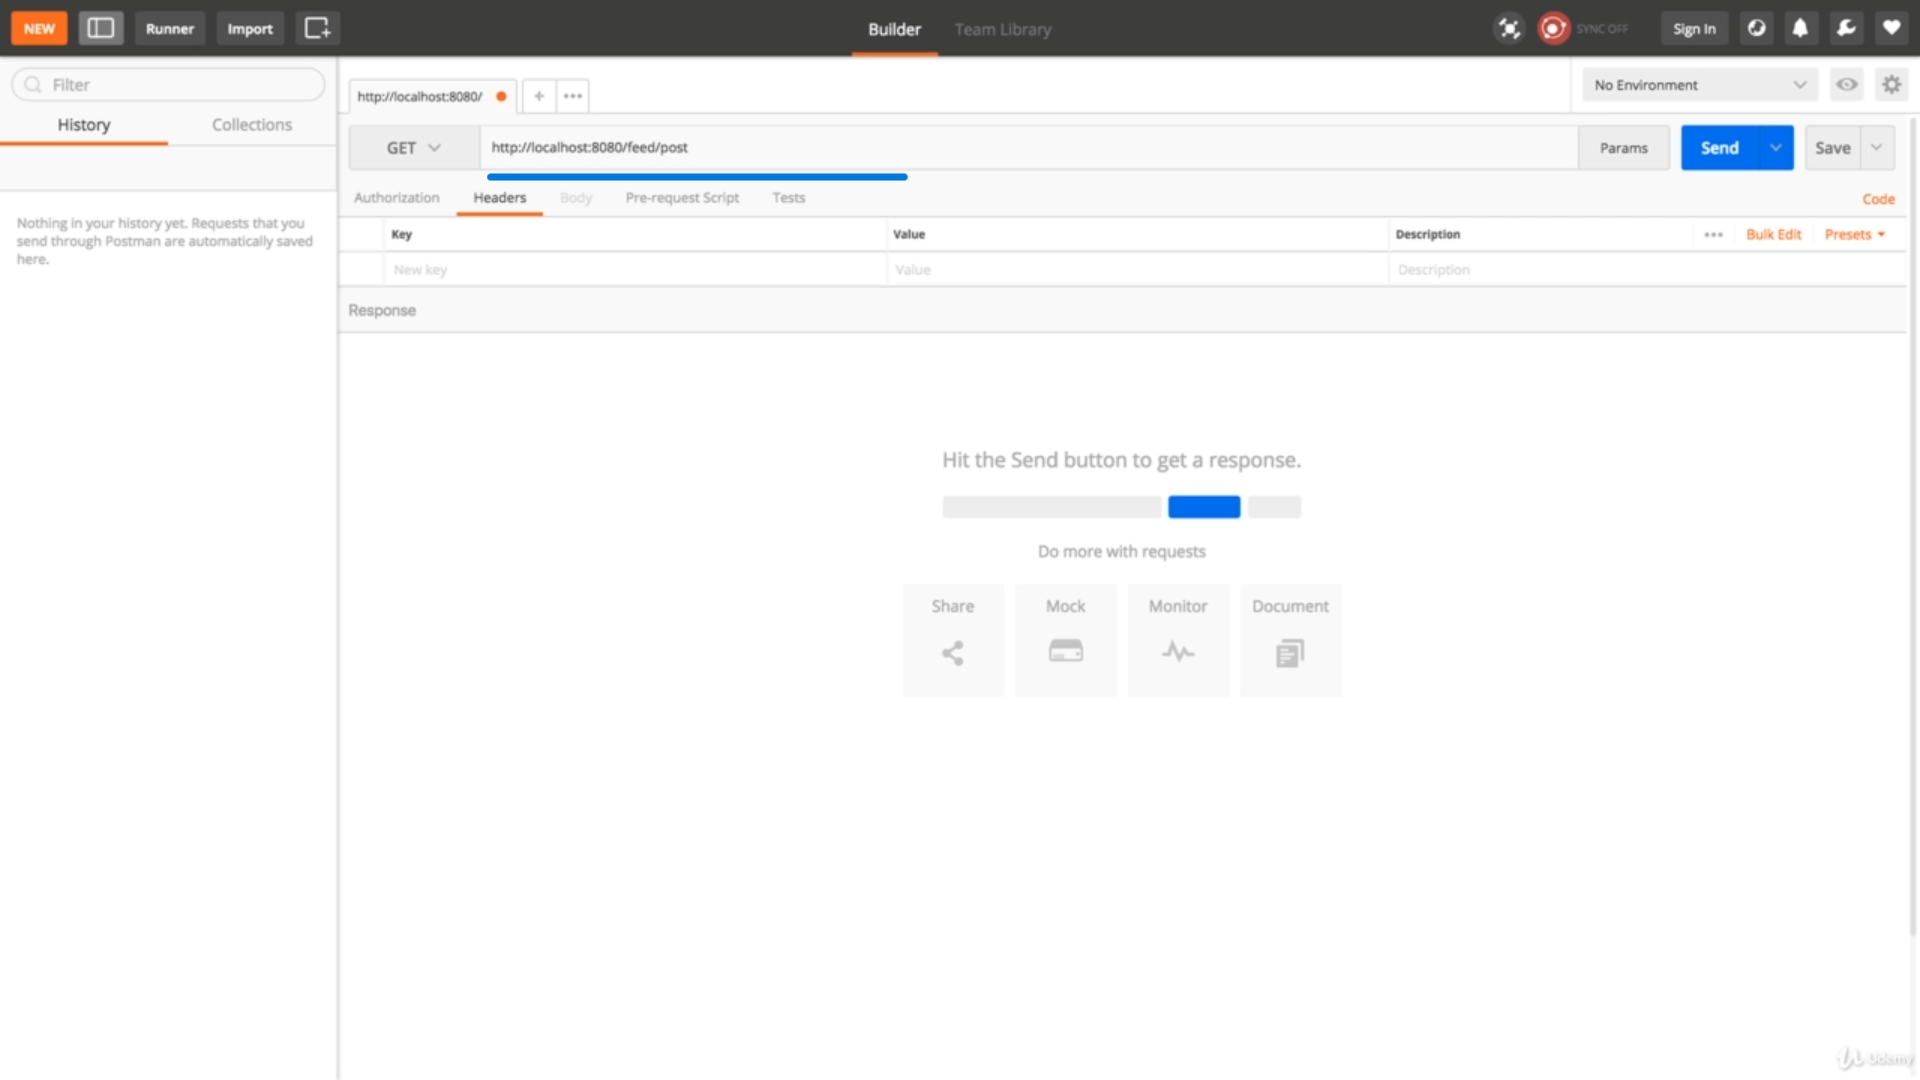 NEW Runner Import Builder Team Library SYNC OFF Sign In
Filter
History Collections
Nothing in your history yet. Requests that you
send through Postman are automatically saved
here.
http://localhost:8080/ No Environment
GET http://localhost:8080/feed/post Params Send Save
Authorization Headers Body Pre-request Script Tests Code
Key Value Description Bulk Edit Presets
New key Value Description
Response
Hit the Send button to get a response.
Do more with requests
Share Mock Monitor Document
Udemy